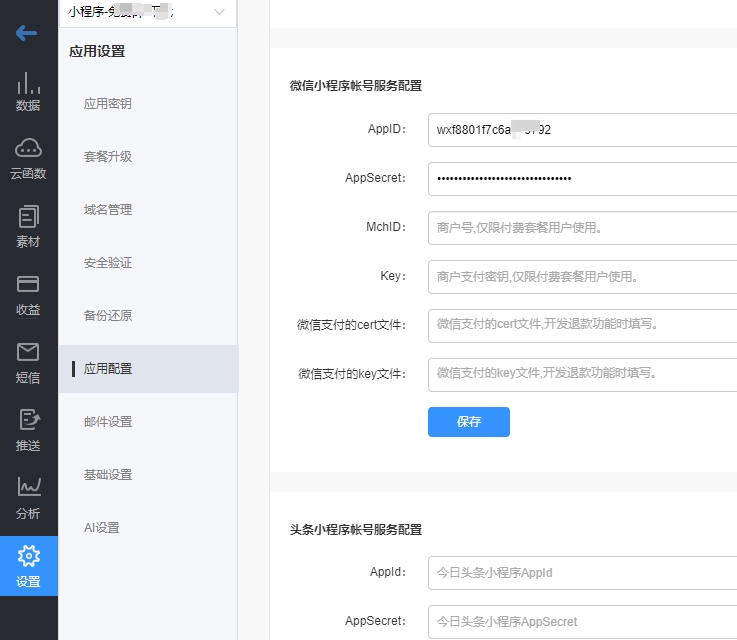 小程序-
数据
云函数
素材
收益
短信
推送
分析
设置
应用设置
应用密钥
套餐升级
域名管理
安全验证
备份还原
应用配置
邮件设置
基础设置
AI设置
微信小程序帐号服务配置
AppID:
wxf8801f7c6a
AppSecret:
••••••••••••••••••••••••••••••••
MchID:
商户号,仅限付费套餐用户使用。
Key:
商户支付密钥,仅限付费套餐用户使用。
微信支付的cert文件:
微信支付的cert文件,开发退款功能时填写。
微信支付的key文件:
微信支付的key文件,开发退款功能时填写。
保存
头条小程序帐号服务配置
AppId:
今日头条小程序AppId
AppSecret:
今日头条小程序AppSecret